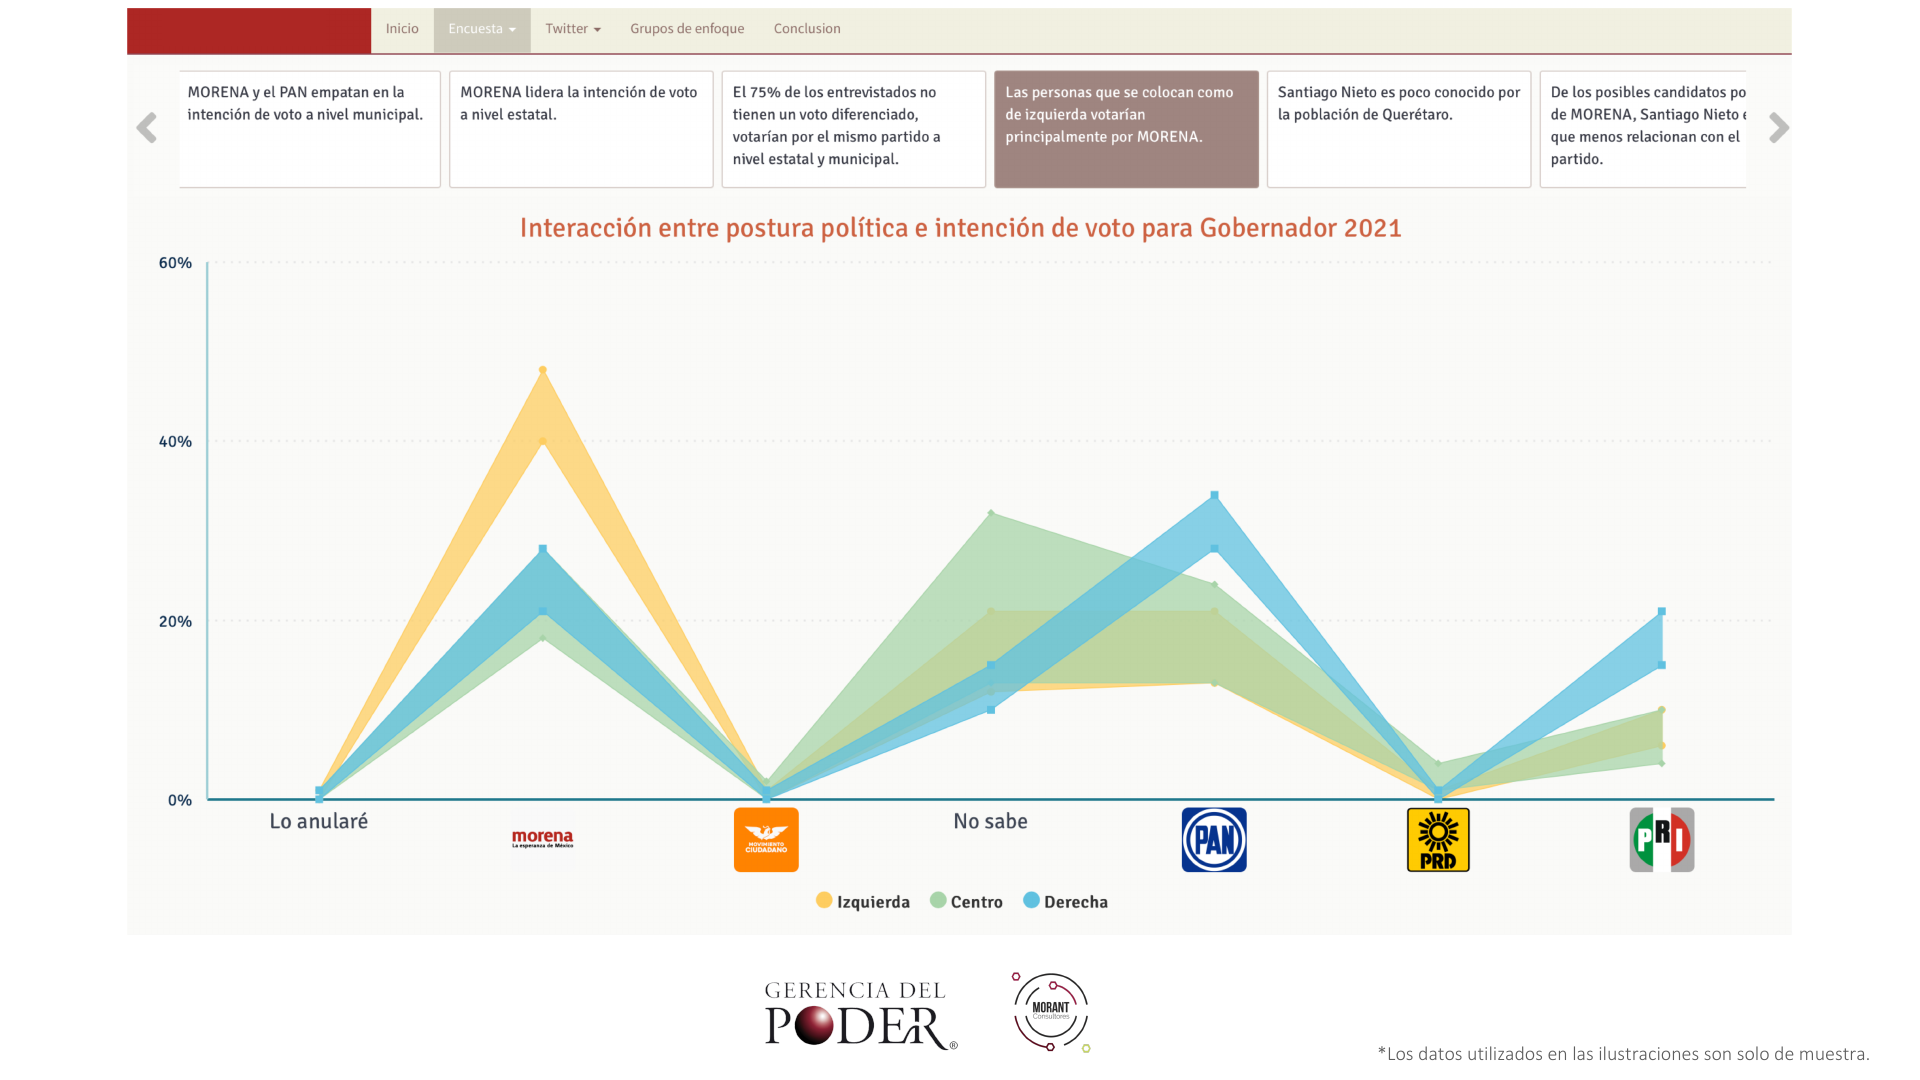 Inicio
Encuesta
Twitter
Grupos de enfoque
Conclusion
MORENA y el PAN empatan en la
intención de voto a nivel municipal.
MORENA lidera la intención de voto
a nivel estatal.
El 75% de los entrevistados no
tienen un voto diferenciado,
votarían por el mismo partido a
nivel estatal y municipal.
Las personas que se colocan como
de izquierda votarían
principalmente por MORENA.
Santiago Nieto es poco conocido por
la población de Querétaro.
De los posibles candidatos po
de MORENA, Santiago Nieto
que menos relacionan con el
partido.
Interacción entre postura política e intención de voto para Gobernador 2021
60%
40%
20%
0%
Lo anularé
morena
La esperanza de México
MOVIMIENTO
CIUDADANO
No sabe
PAN
PRD
PRI
Izquierda
Centro
Derecha
GERENCIA DEL
PODER®
MORANT
Consultores
*Los datos utilizados en las ilustraciones son solo de muestra.